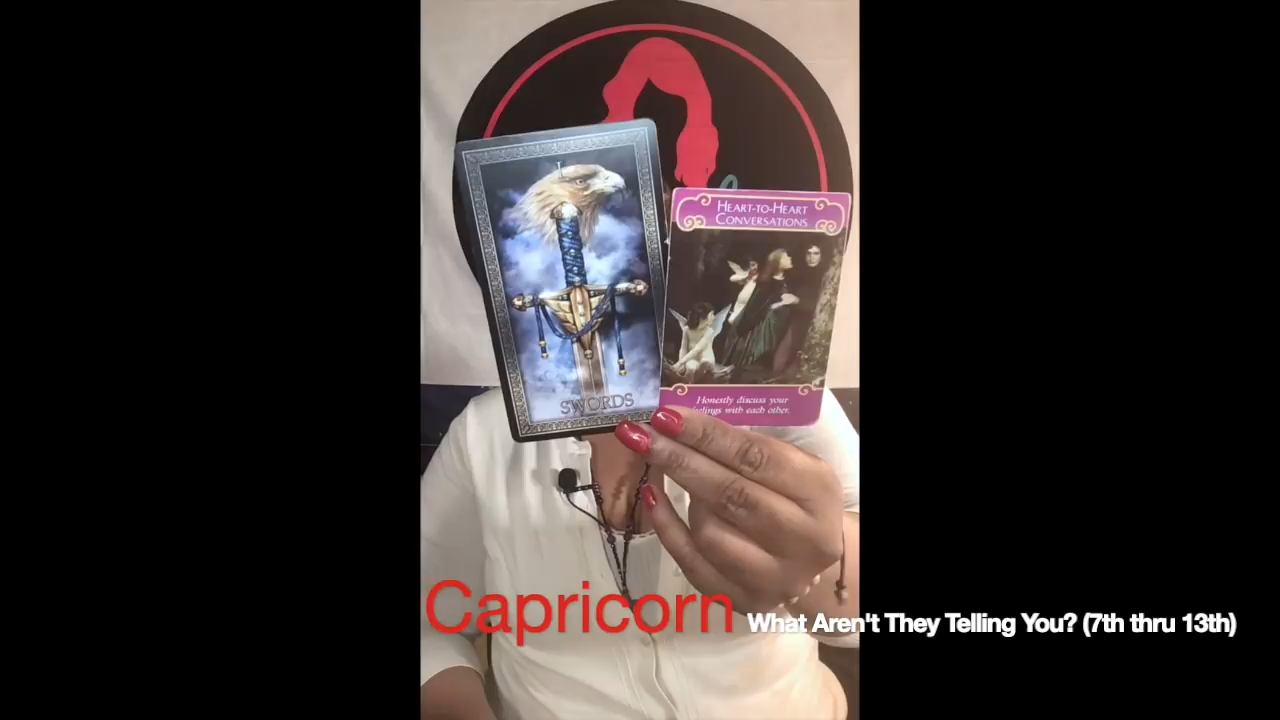 HEART-TO-HEART
CONVERSATIONS
SWORDS
Honestly discuss your
feelings with each other.
Capricorn What Aren't They Telling You? (7th thru 13th)